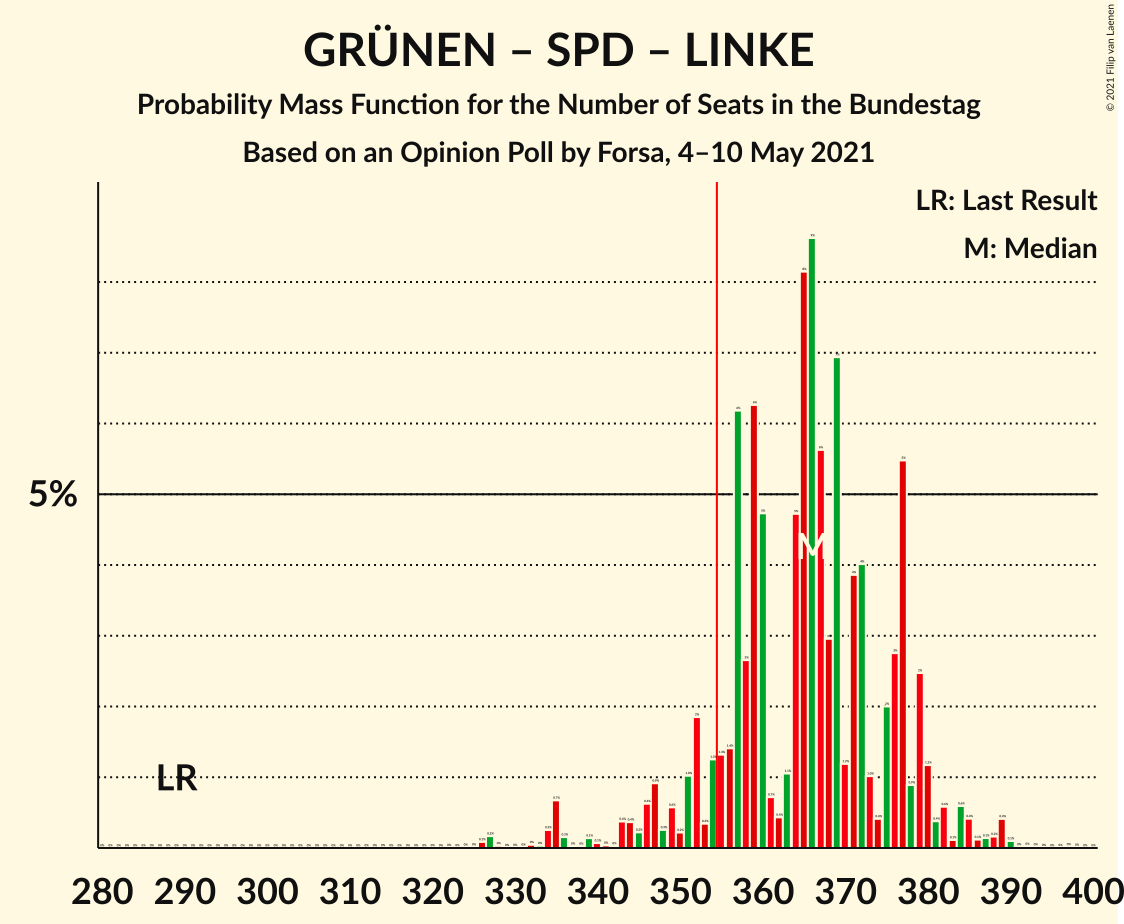 GRÜNEN – SPD – LINKE
Probability Mass Function for the Number of Seats in the Bundestag
Based on an Opinion Poll by Forsa, 4–10 May 2021
© 2021 Filip van Laenen
LR: Last Result
M: Median
5%
M
LR
280 290 300 310 320 330 340 350 360 370 380 390 400